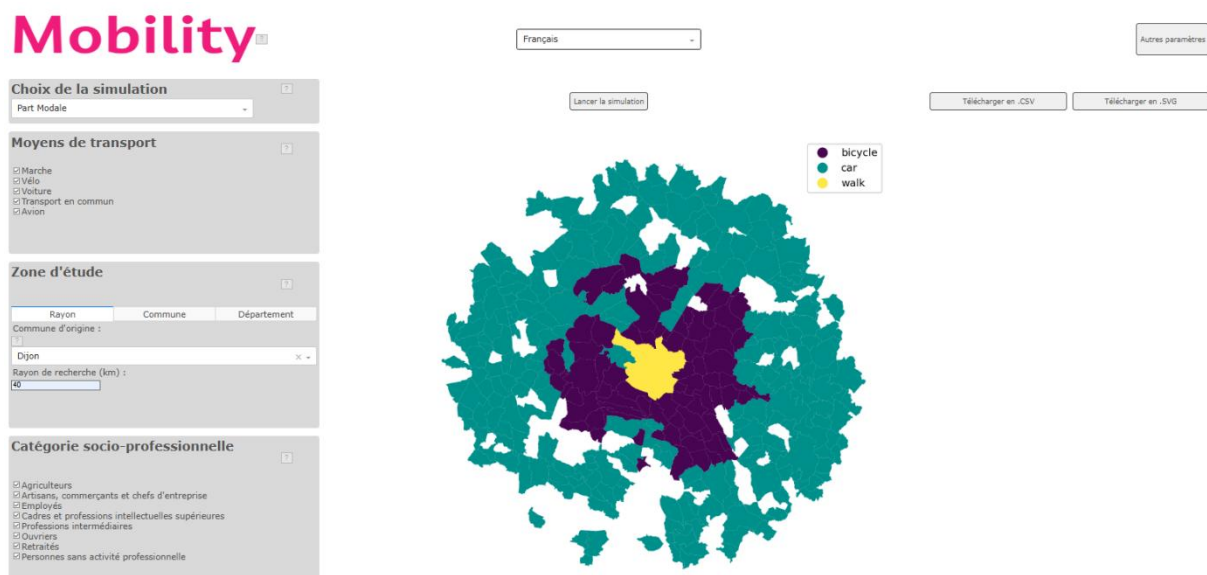 Mobility
?
Français
Autres paramètres
Choix de la simulation
?
Part Modale
Lancer la simulation
Télécharger en .CSV
Télécharger en .SVG
Moyens de transport
?
Marche
Vélo
Voiture
Transport en commun
Avion
bicycle
car
walk
Zone d'étude
?
Rayon
Commune
Département
Commune d'origine :
?
Dijon
Rayon de recherche (km) :
40
Catégorie socio-professionnelle
?
Agriculteurs
Artisans, commerçants et chefs d'entreprise
Employés
Cadres et professions intellectuelles supérieures
Professions intermédiaires
Ouvriers
Retraités
Personnes sans activité professionnelle